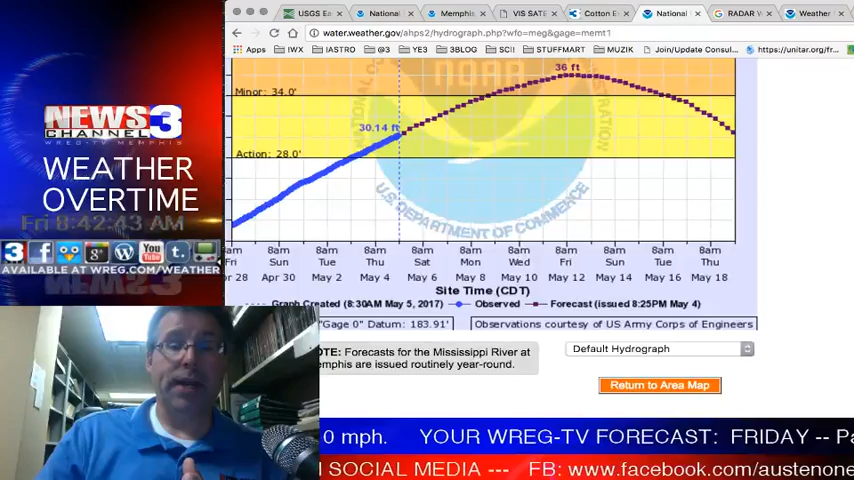 USGS Ea
National
Memphis
VIS SATE
Cotton B
National
RADAR V
Weather
water.weather.gov/ahps2/hydrograph.php?wfo=meg&gage=memt1
Apps IWX IASTRO @3 YE3 3BLOG SCI! STUFFMART MUZIK Join/Update Consul... https://unitar.org/fr...
NOAA
36 ft
Minor: 34.0'
30.14 ft
Action: 28.0'
U.S. DEPARTMENT OF COMMERCE
8am 8am 8am 8am 8am 8am 8am 8am 8am 8am 8am
Fri Sun Tue Thu Sat Mon Wed Fri Sun Tue Thu
pr 28 Apr 30 May 2 May 4 May 6 May 8 May 10 May 12 May 14 May 16 May 18
Site Time (CDT)
Graph Created (8:30AM May 5, 2017) Observed Forecast (issued 8:25PM May 4)
"Gage 0" Datum: 183.91' Observations courtesy of US Army Corps of Engineers
OTE: Forecasts for the Mississippi River at
emphis are issued routinely year-round.
Default Hydrograph
Return to Area Map
NEWS
CHANNEL 3
WREG-TV MEMPHIS
WEATHER
OVERTIME
Fri 8:42:43 AM
AVAILABLE AT WREG.COM/WEATHER
0 mph. YOUR WREG-TV FORECAST: FRIDAY -- Pa
N SOCIAL MEDIA --- FB: www.facebook.com/austenone